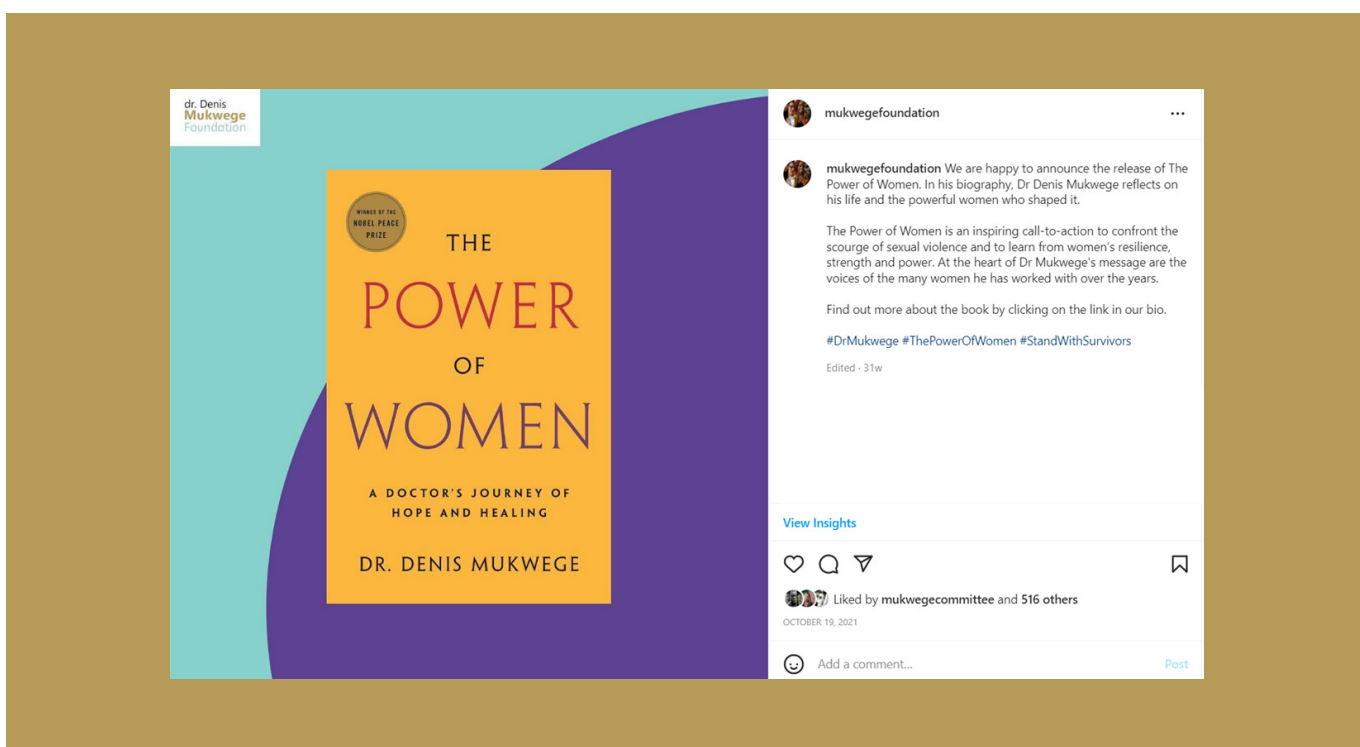 dr. Denis
Mukwege
Foundation
WINNER OF THE
NOBEL PEACE
PRIZE
THE
POWER
OF
WOMEN
A DOCTOR'S JOURNEY OF
HOPE AND HEALING
DR. DENIS MUKWEGE
mukwegefoundation
mukwegefoundation We are happy to announce the release of The
Power of Women. In his biography, Dr Denis Mukwege reflects on
his life and the powerful women who shaped it.
The Power of Women is an inspiring call-to-action to confront the
scourge of sexual violence and to learn from women's resilience,
strength and power. At the heart of Dr Mukwege's message are the
voices of the many women he has worked with over the years.
Find out more about the book by clicking on the link in our bio.
#DrMukwege #ThePowerOfWomen #StandWithSurvivors
Edited · 31w
View Insights
Liked by mukwegecommittee and 516 others
OCTOBER 19, 2021
Add a comment...
Post